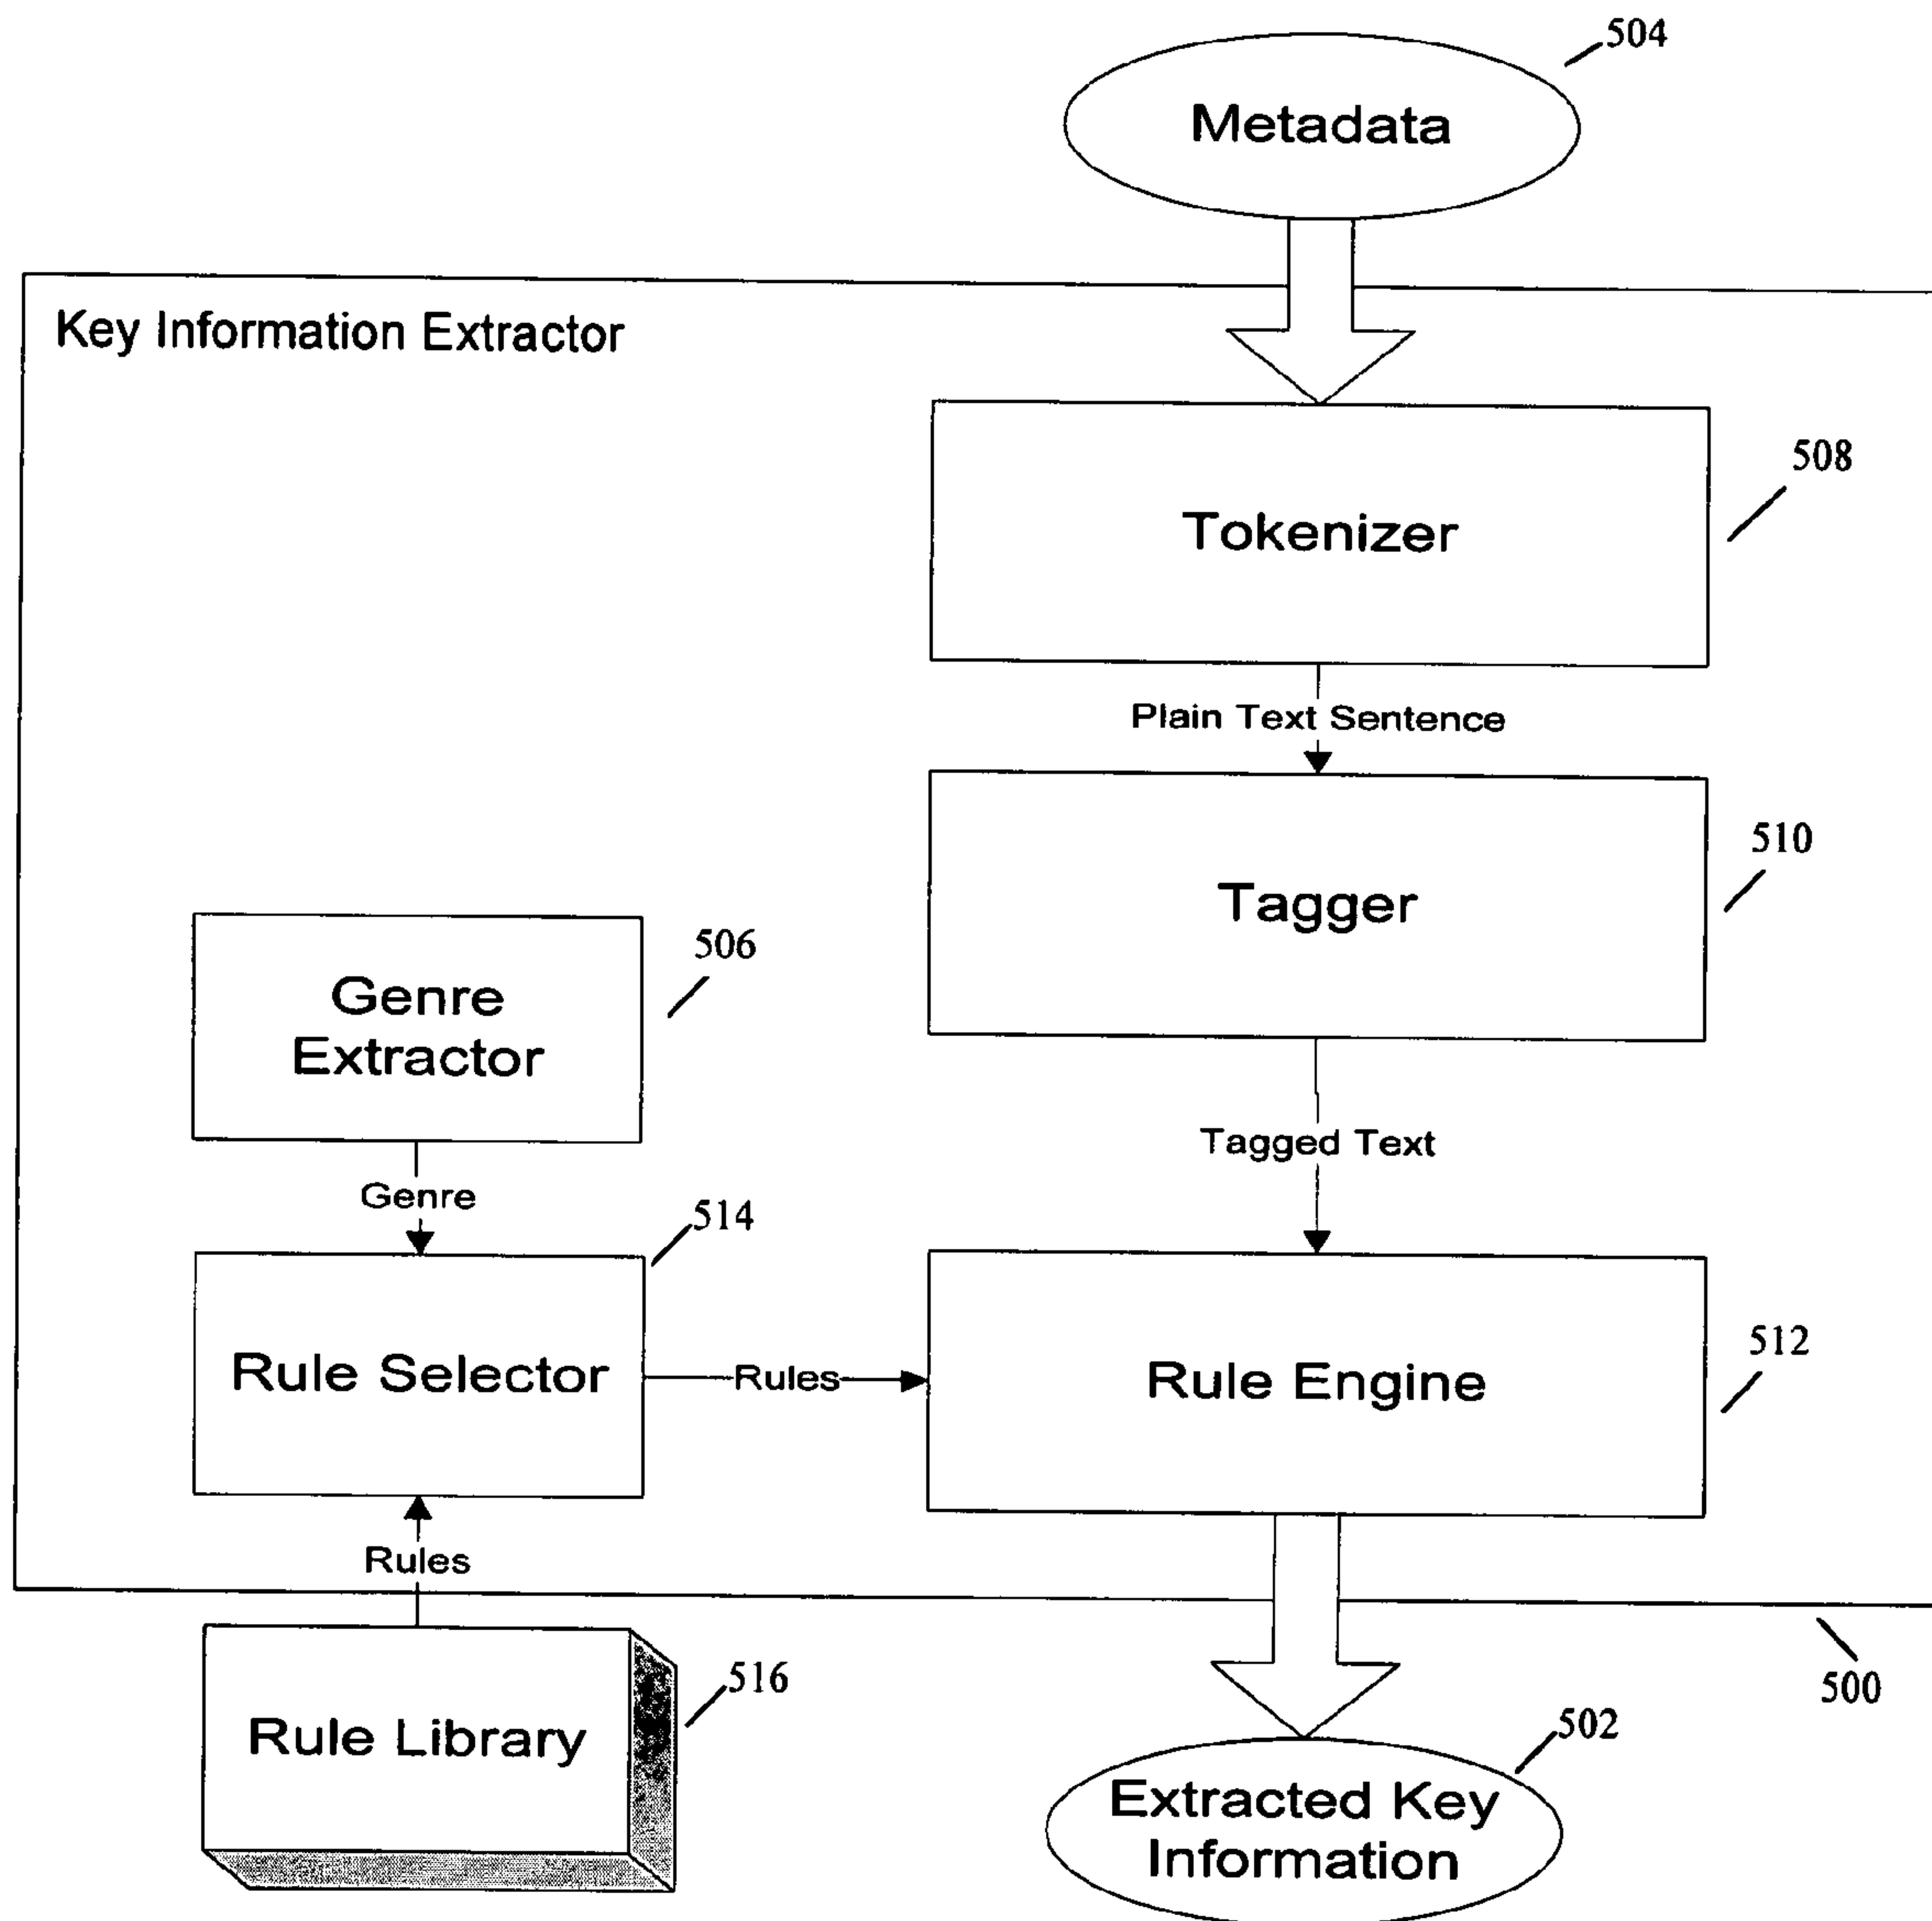 504
Metadata
Key Information Extractor
508
Tokenizer
Plain Text Sentence
510
Tagger
506
Genre
Extractor
Tagged Text
Genre
514
Rule Selector
Rules
512
Rule Engine
Rules
500
516
Rule Library
502
Extracted Key
Information